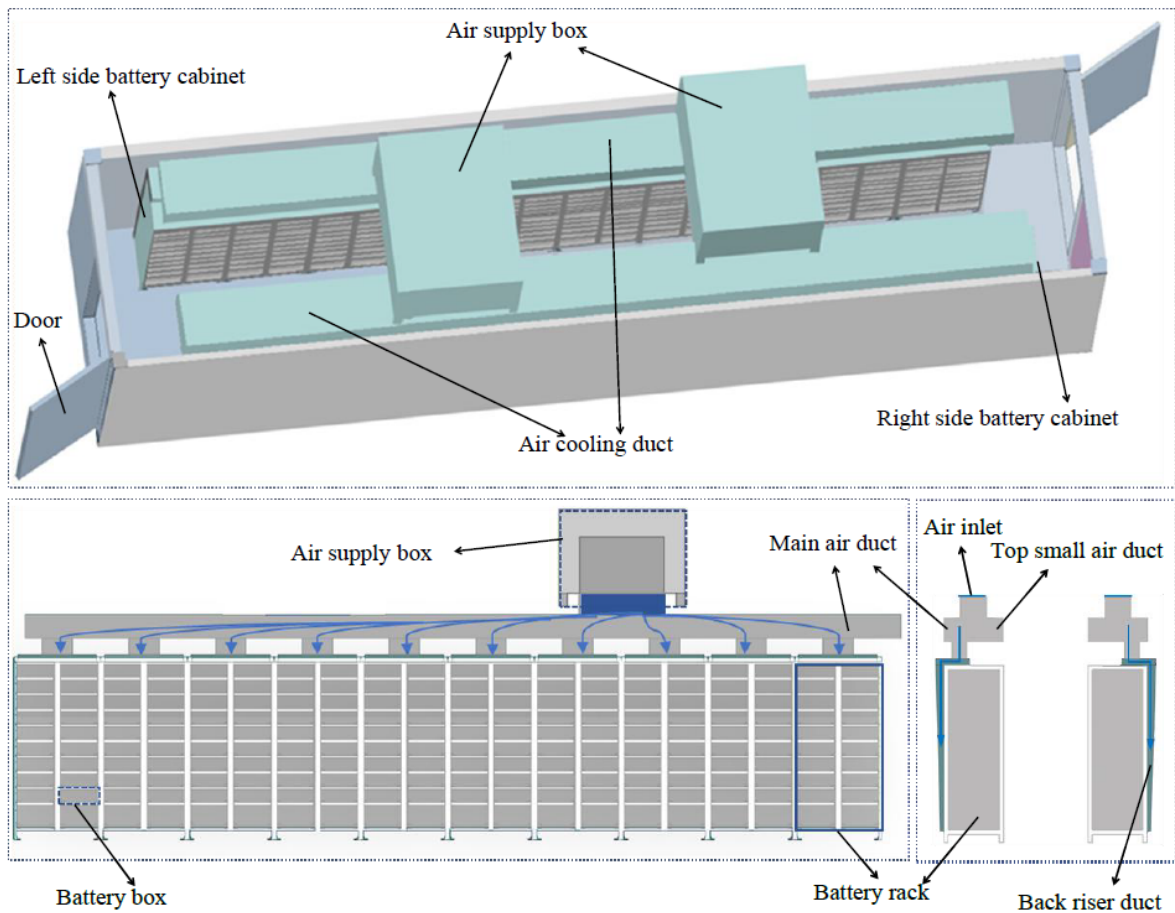 Air supply box
Left side battery cabinet
Door
Right side battery cabinet
Air cooling duct
Air supply box
Main air duct
Air inlet
Top small air duct
Battery box
Battery rack
Back riser duct